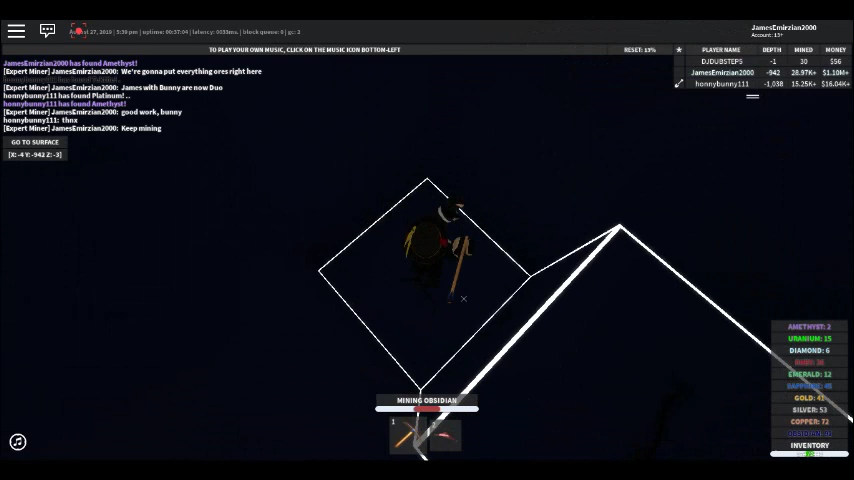 27, 2019 | 5:39 pm | uptime: 00:37:04 | latency: 0033ms. | block queue: 0 | gc: 2
JamesEmirzian2000
Account: 13+
TO PLAY YOUR OWN MUSIC, CLICK ON THE MUSIC ICON BOTTOM-LEFT
RESET: 13%
PLAYER NAME DEPTH MINED MONEY
DJDUBSTEPS -1 30 $56
JamesEmirzian2000 -942 28.97K+ $1.10M+
honnybunny111 -1,038 15.25K+ $16.04K+
JamesEmirzian2000 has found Amethyst!
[Expert Miner] JamesEmirzian2000: We're gonna put everything ores right here
[Expert Miner] JamesEmirzian2000: James with Bunny are now Duo
honnybunny111 has found Platinum! ..
honnybunny111 has found Amethyst!
[Expert Miner] JamesEmirzian2000: good work, bunny
honnybunny111: thnx
[Expert Miner] JamesEmirzian2000: Keep mining
GO TO SURFACE
[X: -4 Y: -942 Z: -3]
MINING OBSIDIAN
1
AMETHYST: 2
URANIUM: 15
DIAMOND: 6
EMERALD: 12
GOLD: 41
SILVER: 53
COPPER: 72
INVENTORY